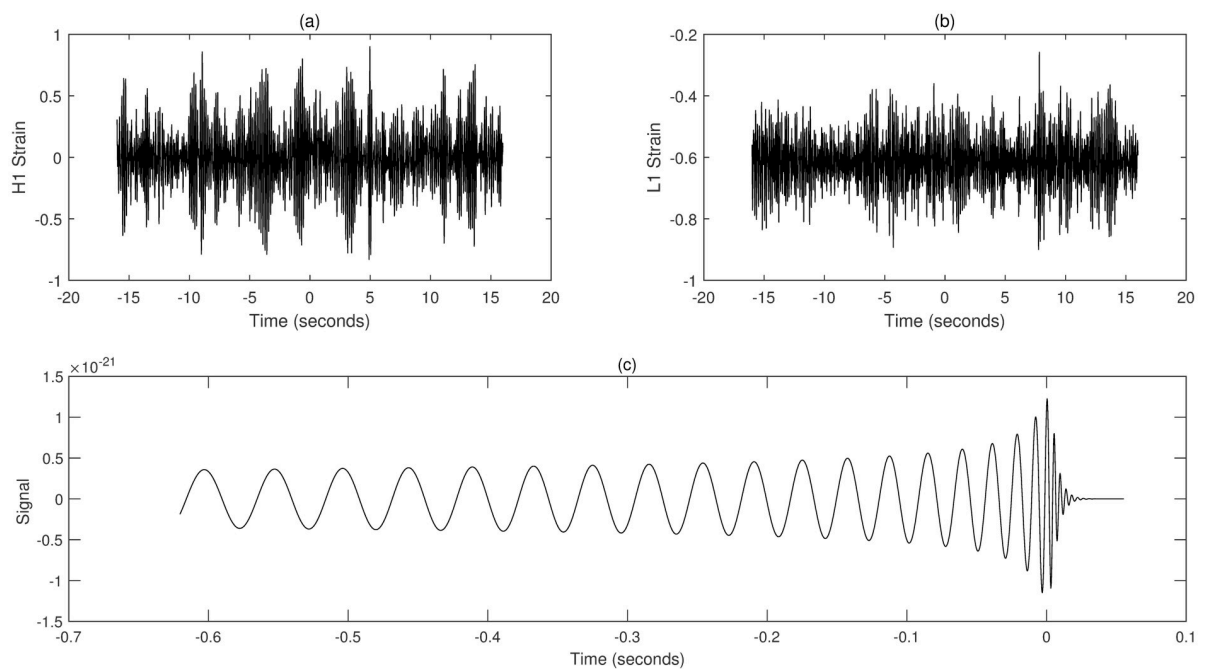 (a)
1
0.5
0
-0.5
-1
H1 Strain
-20 -15 -10 -5 0 5 10 15 20
Time (seconds)
(b)
-0.2
-0.4
-0.6
-0.8
-1
L1 Strain
-20 -15 -10 -5 0 5 10 15 20
Time (seconds)
×10-21
(c)
1.5
1
0.5
0
-0.5
-1
-1.5
Signal
-0.7 -0.6 -0.5 -0.4 -0.3 -0.2 -0.1 0 0.1
Time (seconds)